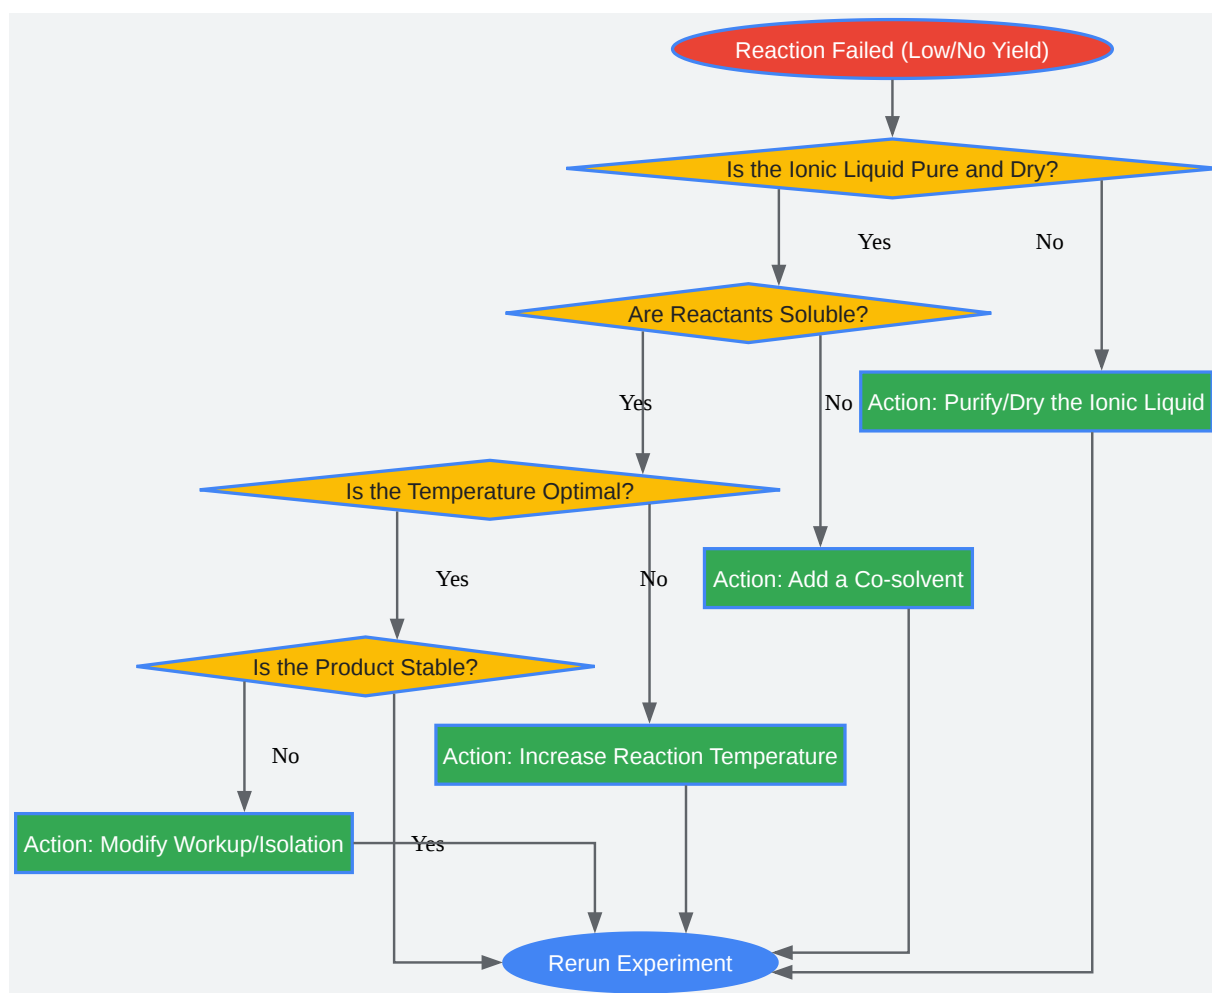 Reaction Failed (Low/No Yield)
Is the Ionic Liquid Pure and Dry?
Yes
No
Are Reactants Soluble?
Yes
No
Action: Purify/Dry the Ionic Liquid
Is the Temperature Optimal?
Yes
No
Action: Add a Co-solvent
Is the Product Stable?
No
Action: Increase Reaction Temperature
Action: Modify Workup/Isolation
Yes
Rerun Experiment